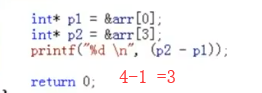 int* p1 = &arr[0];
int* p2 = &arr[3];
printf("%d \n", (p2 - p1));
return 0;
4-1 =3